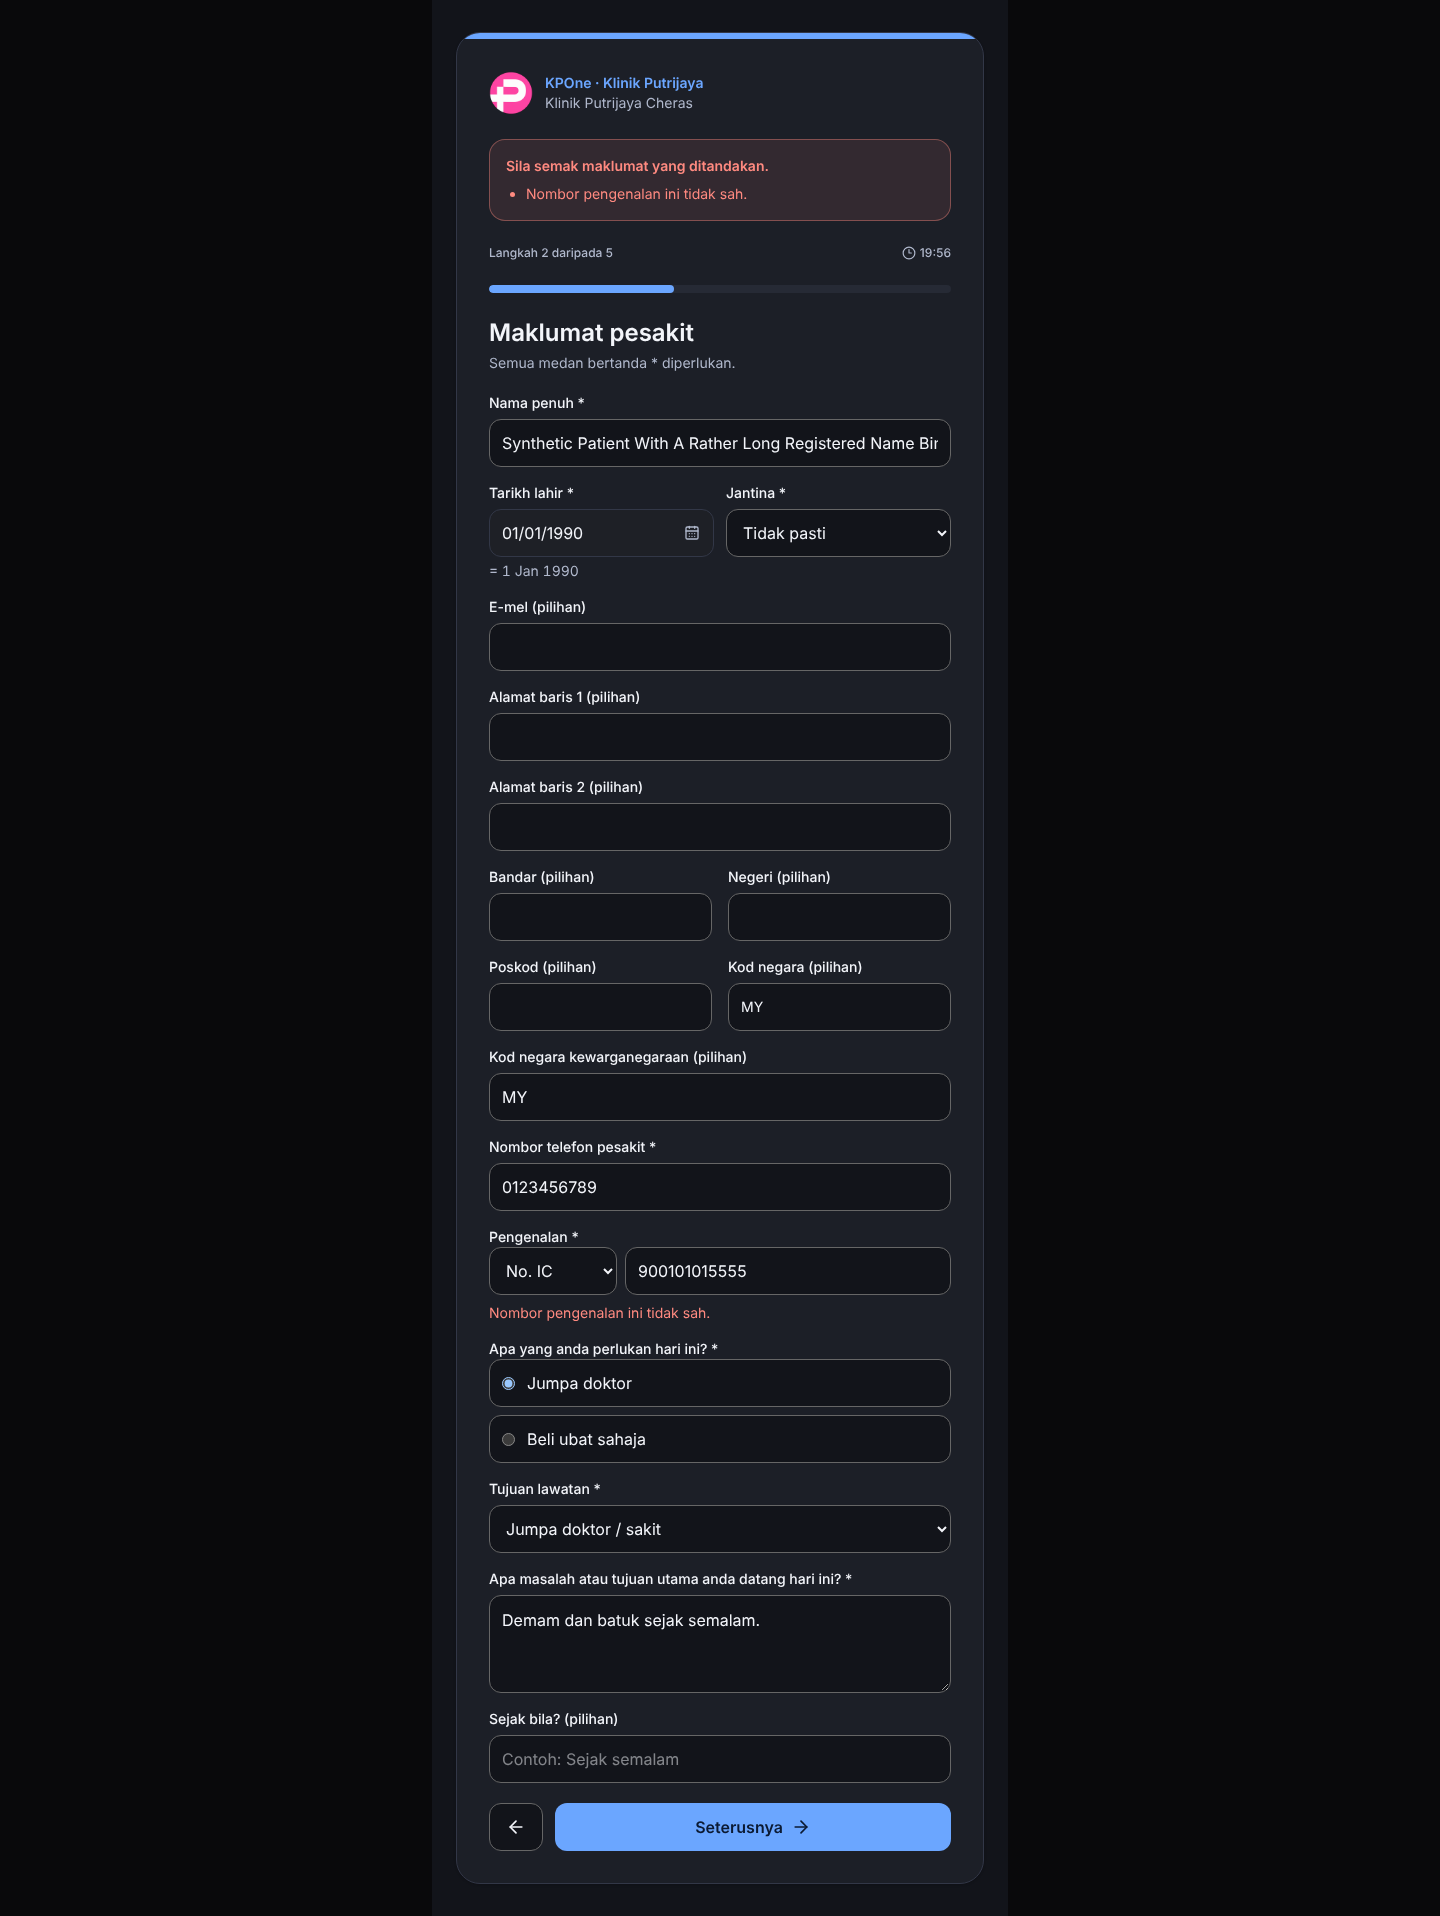 KPOne · Klinik Putrijaya
Klinik Putrijaya Cheras
Sila semak maklumat yang ditandakan.
• Nombor pengenalan ini tidak sah.
Langkah 2 daripada 5
19:56
Maklumat pesakit
Semua medan bertanda * diperlukan.
Nama penuh *
Synthetic Patient With A Rather Long Registered Name Bin
Tarikh lahir *
Jantina *
01/01/1990
Tidak pasti
= 1 Jan 1990
E-mel (pilihan)
Alamat baris 1 (pilihan)
Alamat baris 2 (pilihan)
Bandar (pilihan)
Negeri (pilihan)
Poskod (pilihan)
Kod negara (pilihan)
MY
Kod negara kewarganegaraan (pilihan)
MY
Nombor telefon pesakit *
0123456789
Pengenalan *
No. IC
900101015555
Nombor pengenalan ini tidak sah.
Apa yang anda perlukan hari ini? *
Jumpa doktor
Beli ubat sahaja
Tujuan lawatan *
Jumpa doktor / sakit
Apa masalah atau tujuan utama anda datang hari ini? *
Demam dan batuk sejak semalam.
Sejak bila? (pilihan)
Contoh: Sejak semalam
Seterusnya